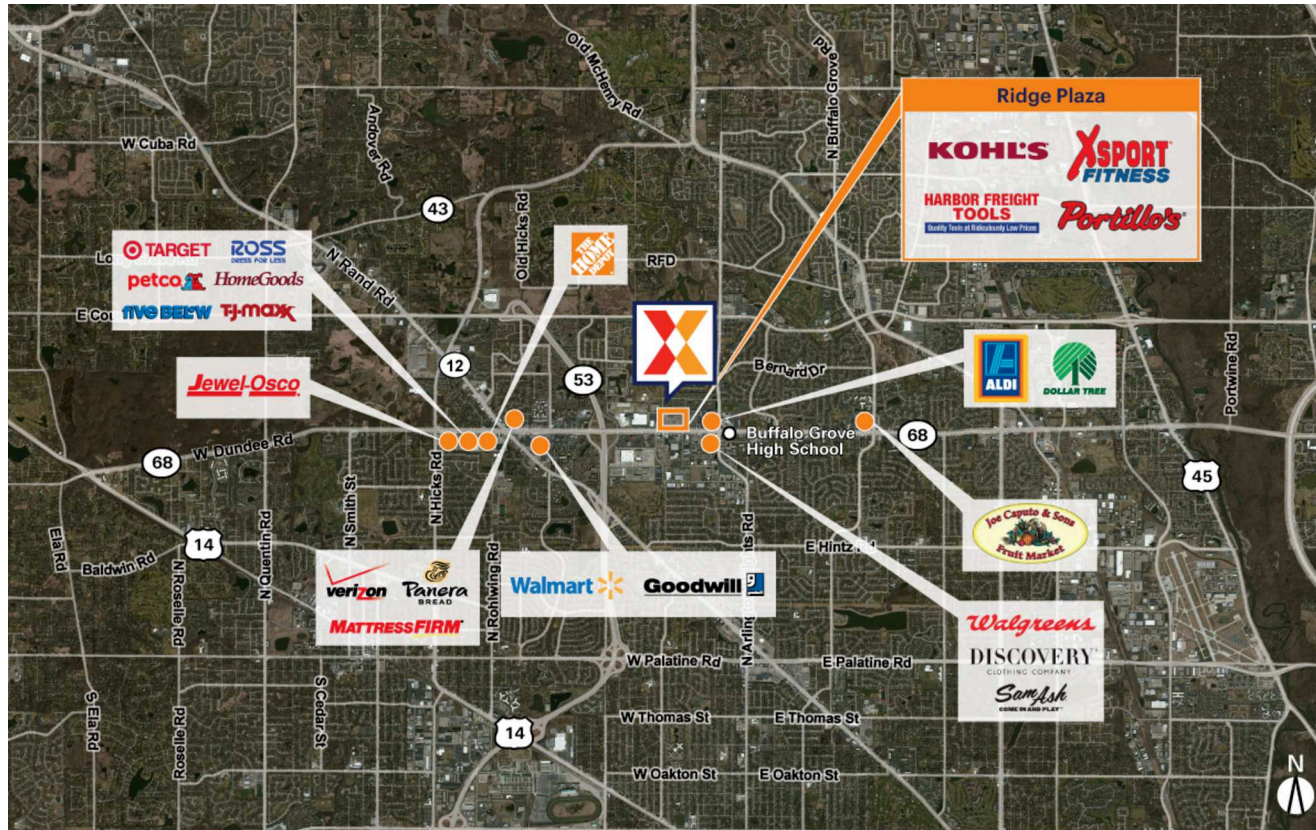 Old McHenry Rd
N Buffalo Grove
Rd
Andover Rd
W Cuba Rd
Ridge Plaza
KOHL'S
XSPORT
FITNESS
HARBOR FREIGHT
TOOLS
Quality Tools at Ridiculously Low Prices
Portillo's
43
Old Hicks Rd
N Rand Rd
RFD
THE
HOME
DEPOT
TARGET
ROSS
DRESS FOR LESS
petco
HomeGoods
five BELOW
TJ·maxx
E Con
Jewel-Osco
12
53
Bernard Dr
ALDI
DOLLAR TREE
Portwine Rd
W Dundee Rd
68
Buffalo Grove
High School
68
45
N Hicks Rd
N Smith St
N Quentin Rd
Ela Rd
14
Baldwin Rd
N Roselle Rd
N Rohlwing Rd
verizon
Panera
BREAD
MATTRESSFIRM
Walmart
Goodwill
E Hintz Rd
Joe Caputo & Sons
Fruit Market
Walgreens
DISCOVERY
CLOTHING COMPANY
Sam Ash
COME IN AND PLAY
W Palatine Rd
E Palatine Rd
S Ela Rd
Roselle Rd
S Cedar St
14
W Thomas St
E Thomas St
W Oakton St
E Oakton St
N